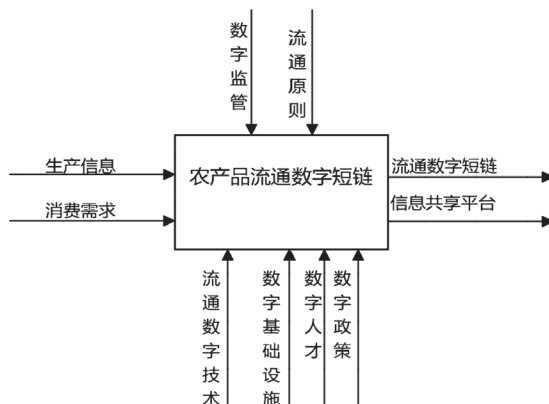 数字监管
流通原则
生产信息
农产品流通数字短链
流通数字短链
消费需求
信息共享平台
流通数字技术
数字基础设施
数字人才
数字政策